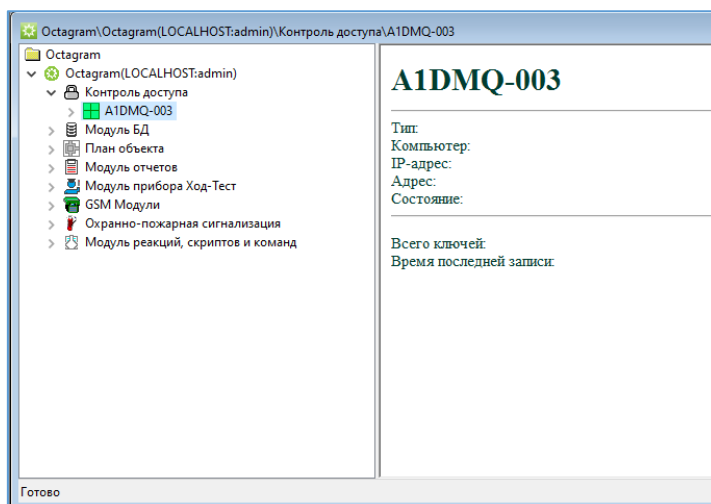 Octagram\Octagram(LOCALHOST:admin)\Контроль доступа\A1DMQ-003
Octagram
Octagram(LOCALHOST:admin)
Контроль доступа
A1DMQ-003
Модуль БД
План объекта
Модуль отчетов
Модуль прибора Ход-Тест
GSM Модули
Охранно-пожарная сигнализация
Модуль реакций, скриптов и команд
A1DMQ-003
Тип:
Компьютер:
IP-адрес:
Адрес:
Состояние:
Всего ключей:
Время последней записи:
Готово